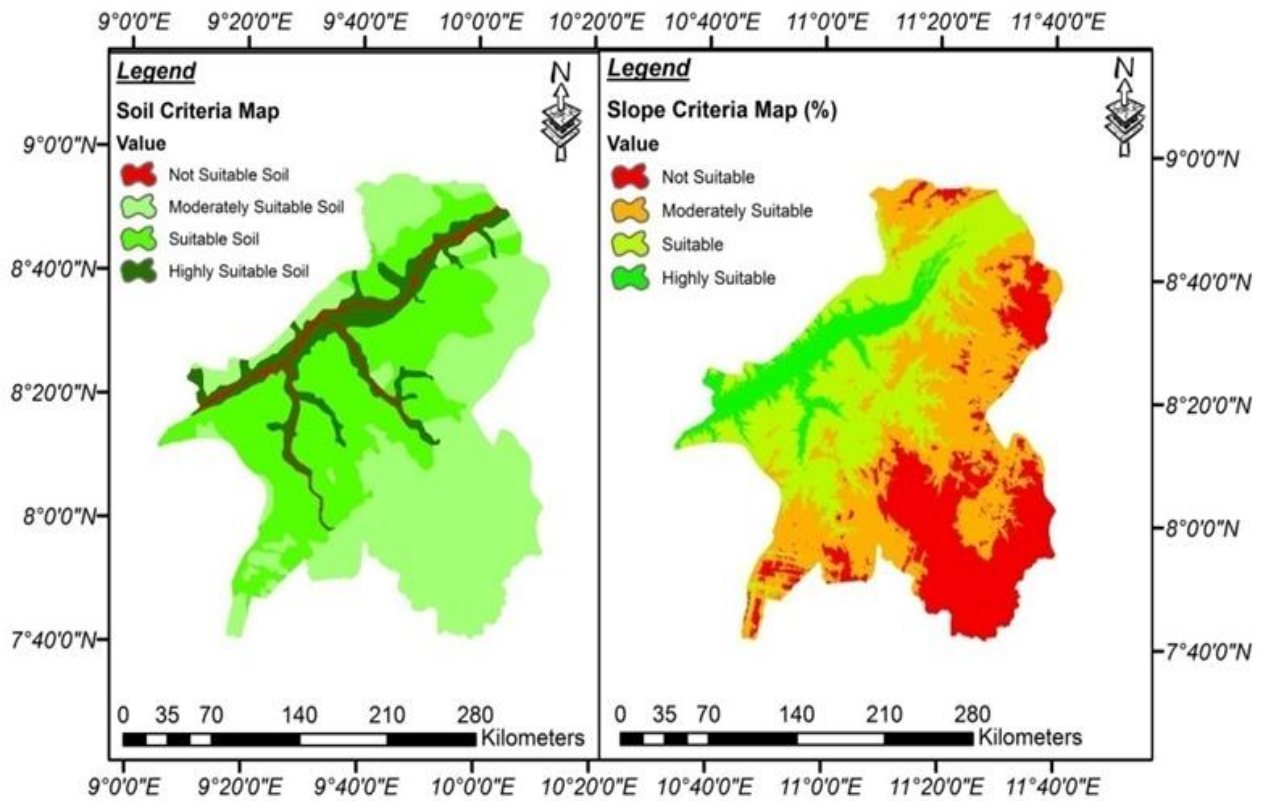 9°0'0"E 9°20'0"E 9°40'0"E 10°0'0"E 10°20'0"E 10°40'0"E 11°0'0"E 11°20'0"E 11°40'0"E
Legend
Soil Criteria Map
Value
Not Suitable Soil
Moderately Suitable Soil
Suitable Soil
Highly Suitable Soil
N
9°0'0"N
8°40'0"N
8°20'0"N
8°0'0"N
7°40'0"N
0 35 70 140 210 280
Kilometers
Legend
Slope Criteria Map (%)
Value
Not Suitable
Moderately Suitable
Suitable
Highly Suitable
N
9°0'0"N
8°40'0"N
8°20'0"N
8°0'0"N
7°40'0"N
0 35 70 140 210 280
Kilometers
9°0'0"E 9°20'0"E 9°40'0"E 10°0'0"E 10°20'0"E 10°40'0"E 11°0'0"E 11°20'0"E 11°40'0"E